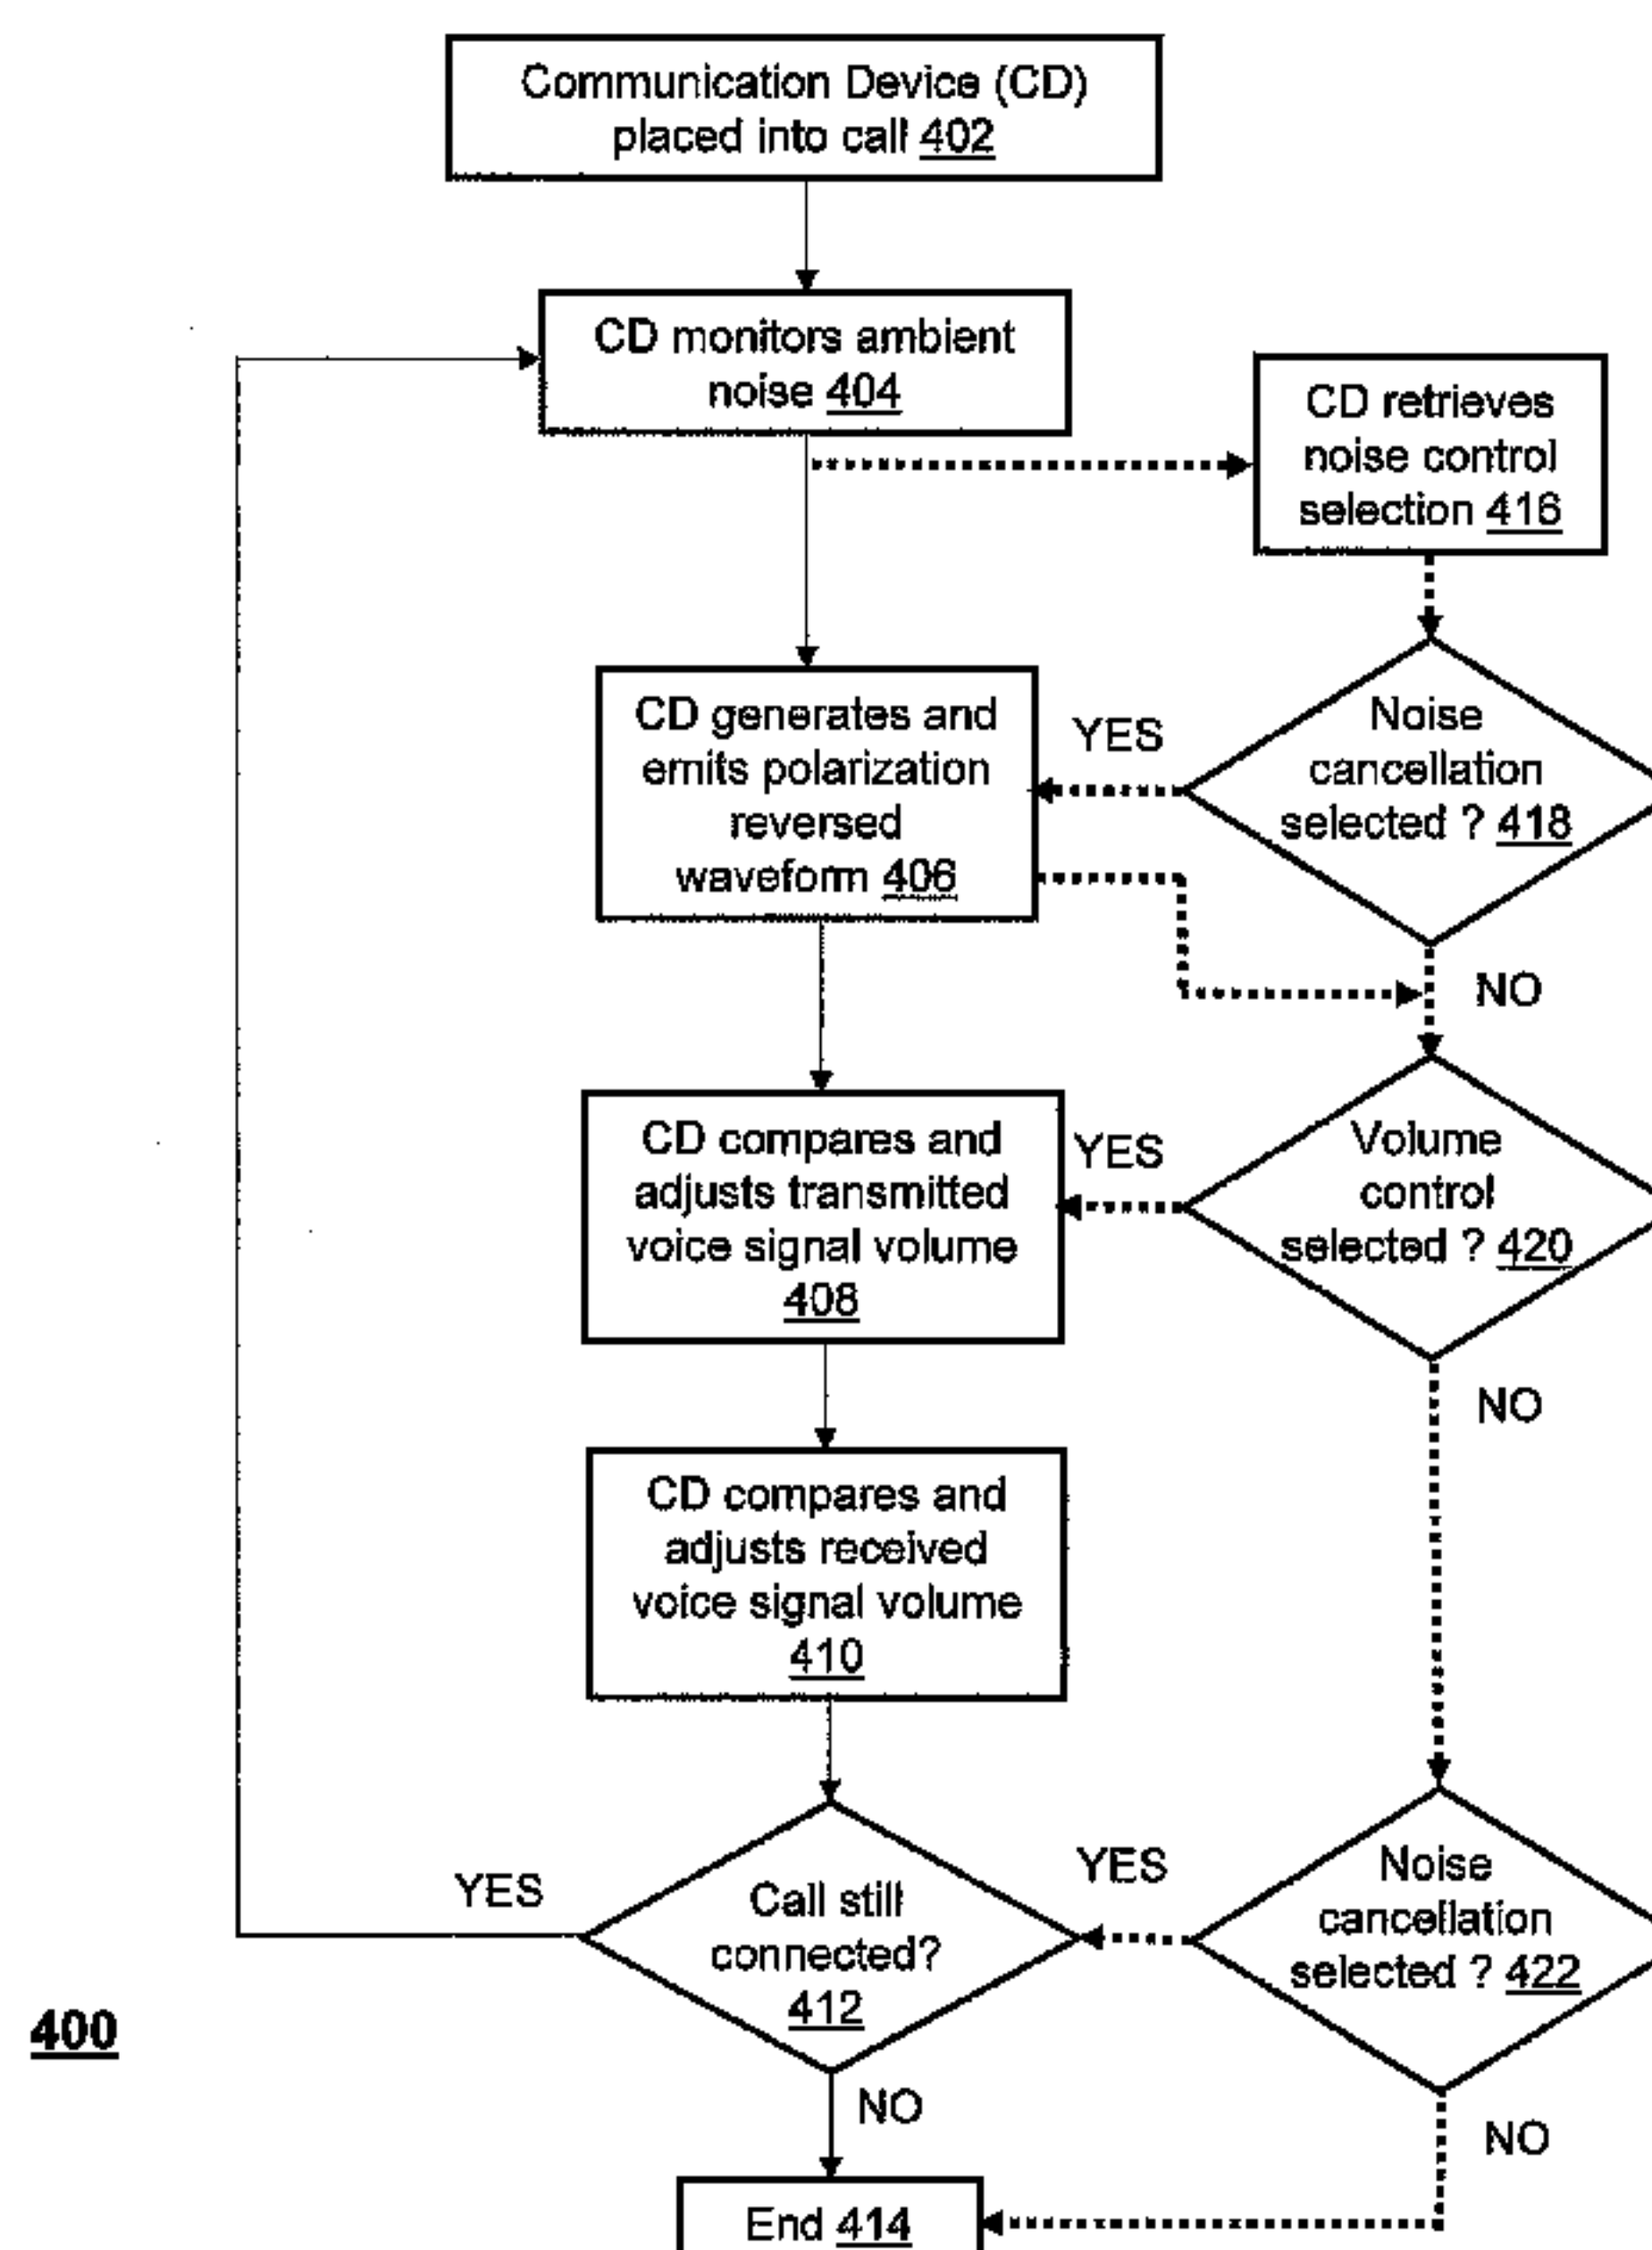 Communication Device (CD)
placed into call 402
CD monitors ambient
noise 404
CD retrieves
noise control
selection 416
CD generates and
emits polarization
reversed
waveform 406
YES
Noise
cancellation
selected ? 418
NO
CD compares and
adjusts transmitted
voice signal volume
408
YES
Volume
control
selected ? 420
NO
CD compares and
adjusts received
voice signal volume
410
YES
Call still
connected?
412
YES
Noise
cancellation
selected ? 422
400
NO
NO
End 414